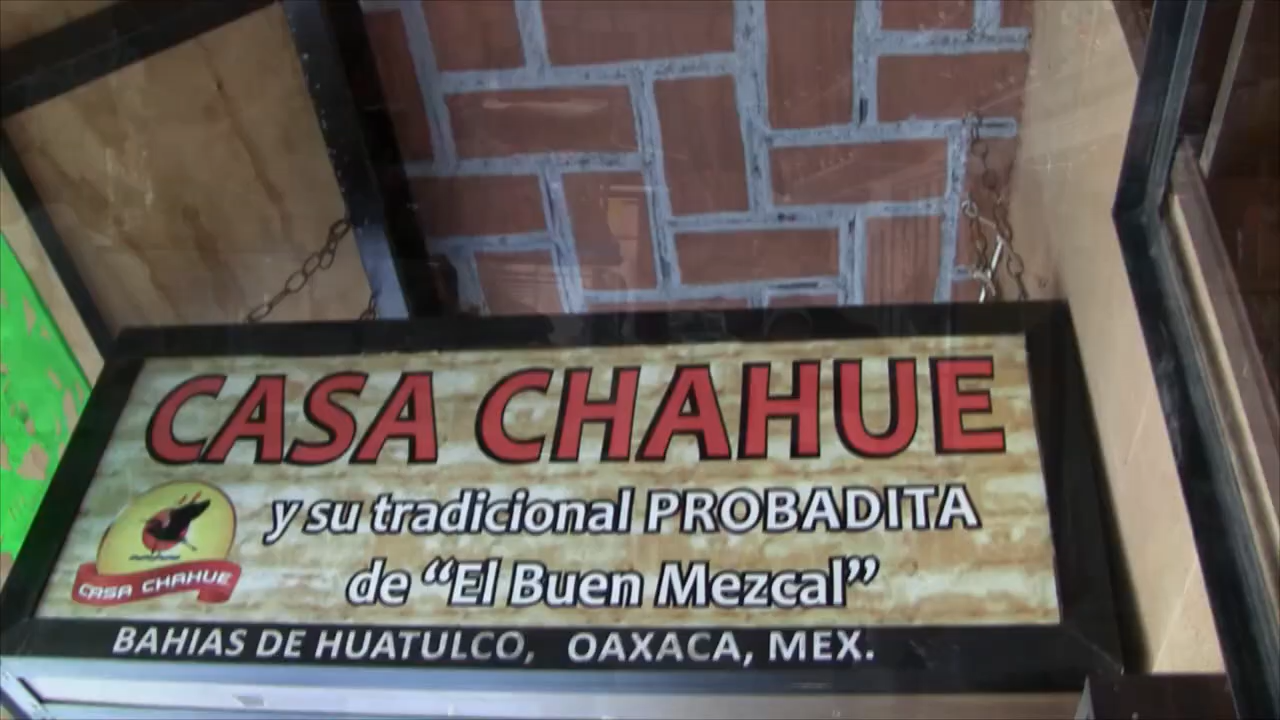 CASA CHAHUE
y su tradicional PROBADITA
de “El Buen Mezcal”
CASA CHAHUE
BAHIAS DE HUATULCO, OAXACA, MEX.